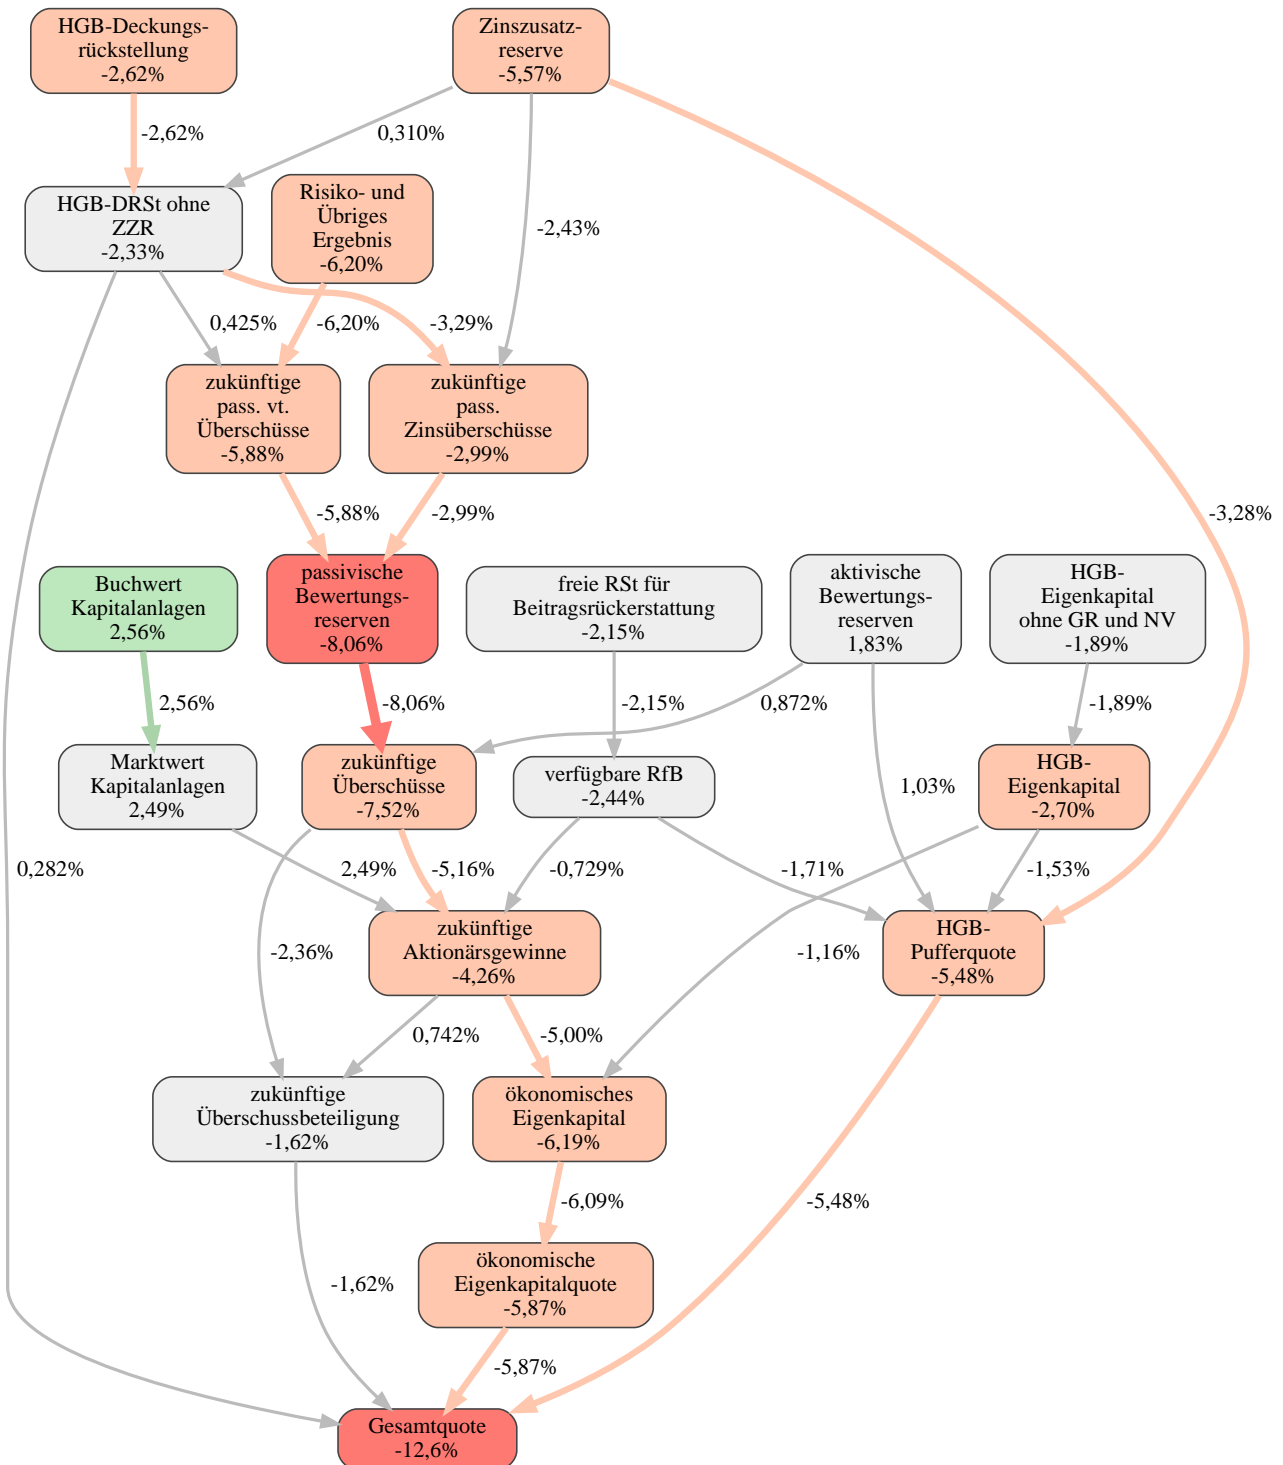 HGB-Deckungs-
rückstellung
-2,62%
Zinszusatz-
reserve
-5,57%
-2,62%
0,310%
HGB-DRSt ohne
ZZR
-2,33%
Risiko- und
Übriges
Ergebnis
-6,20%
-2,43%
0,425%
-6,20%
-3,29%
zukünftige
pass. vt.
Überschüsse
-5,88%
zukünftige
pass.
Zinsüberschüsse
-2,99%
-5,88%
-2,99%
-3,28%
Buchwert
Kapitalanlagen
2,56%
passivische
Bewertungs-
reserven
-8,06%
freie RSt für
Beitragsrückerstattung
-2,15%
aktivische
Bewertungs-
reserven
1,83%
HGB-
Eigenkapital
ohne GR und NV
-1,89%
2,56%
-8,06%
-2,15%
0,872%
-1,89%
Marktwert
Kapitalanlagen
2,49%
zukünftige
Überschüsse
-7,52%
verfügbare RfB
-2,44%
1,03%
HGB-
Eigenkapital
-2,70%
0,282%
2,49%
-5,16%
-0,729%
-1,71%
-1,53%
zukünftige
Aktionärsgewinne
-4,26%
HGB-
Pufferquote
-5,48%
-2,36%
-1,16%
0,742%
-5,00%
zukünftige
Überschussbeteiligung
-1,62%
ökonomisches
Eigenkapital
-6,19%
-6,09%
-5,48%
ökonomische
Eigenkapitalquote
-5,87%
-1,62%
-5,87%
Gesamtquote
-12,6%